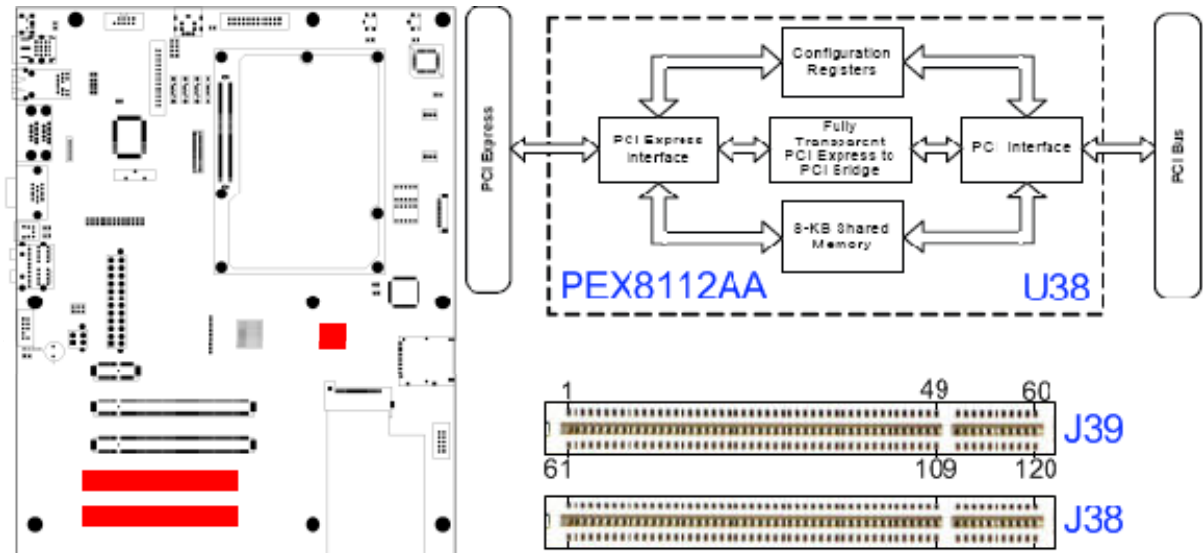 PCI Express
Configuration
Registers
PCI Express
Interface
Fully
Transparent
PCI Express to
PCI Bridge
PCI Interface
8-KB Shared
Memory
PEX8112AA
U38
PCI Bus
1 49 60
J39
61 109 120
J38